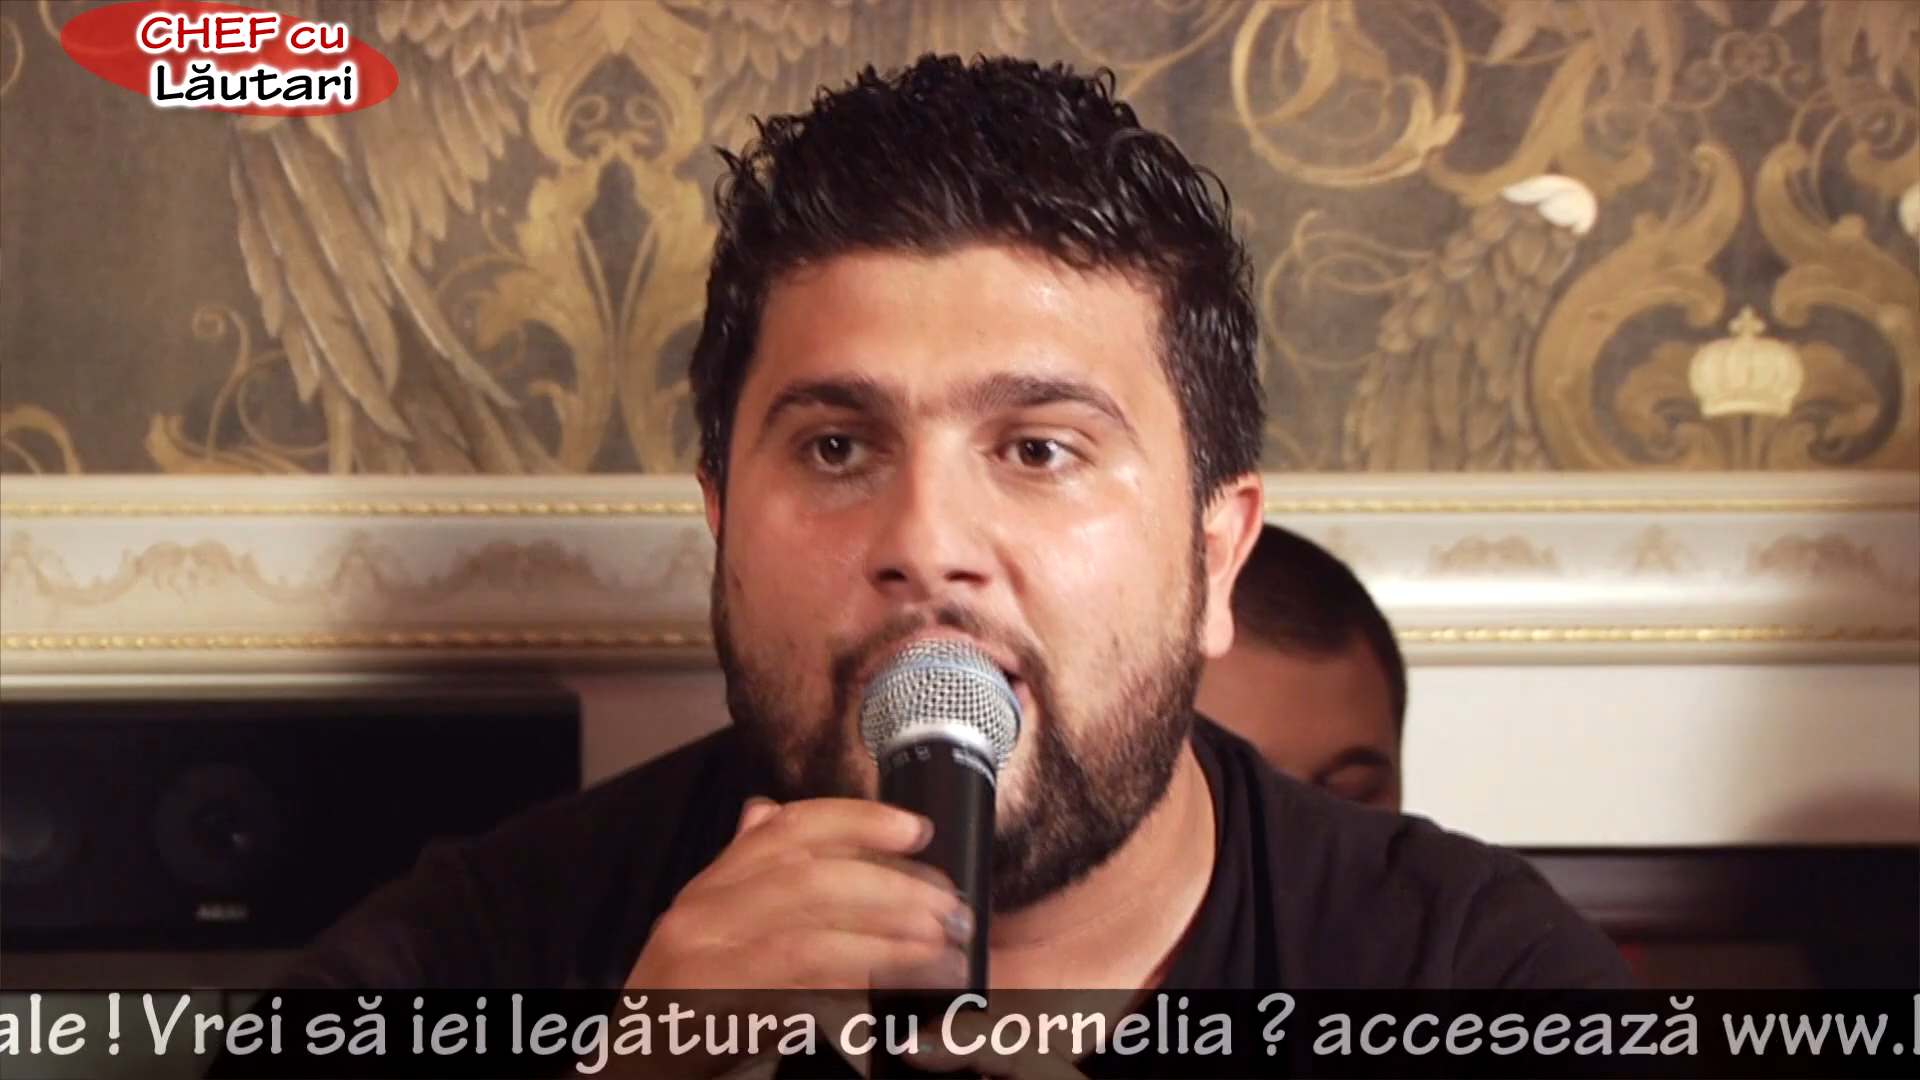 CHEF cu
Lăutari
ale ! Vrei să iei legătura cu Cornelia ? accesează www.